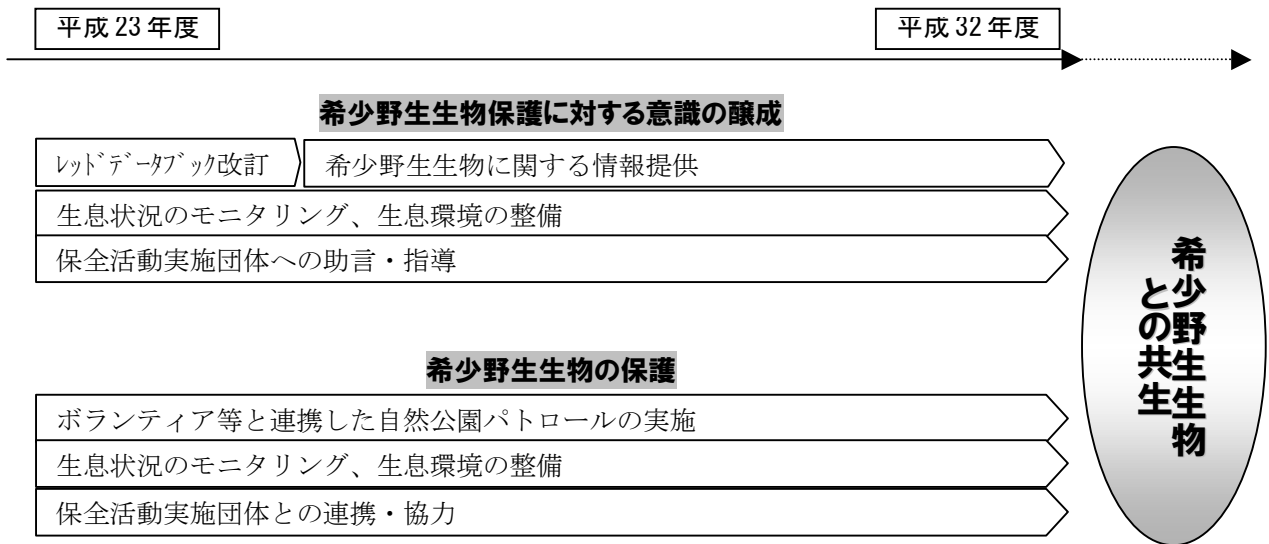 平成23年度
平成32年度
希少野生生物保護に対する意識の醸成
ﾚｯﾄﾞﾃﾞｰﾀﾌﾞｯｸ改訂
希少野生生物に関する情報提供
生息状況のモニタリング、生息環境の整備
保全活動実施団体への助言・指導
希少野生生物の保護
ボランティア等と連携した自然公園パトロールの実施
生息状況のモニタリング、生息環境の整備
保全活動実施団体との連携・協力
希少野生生物
との共生